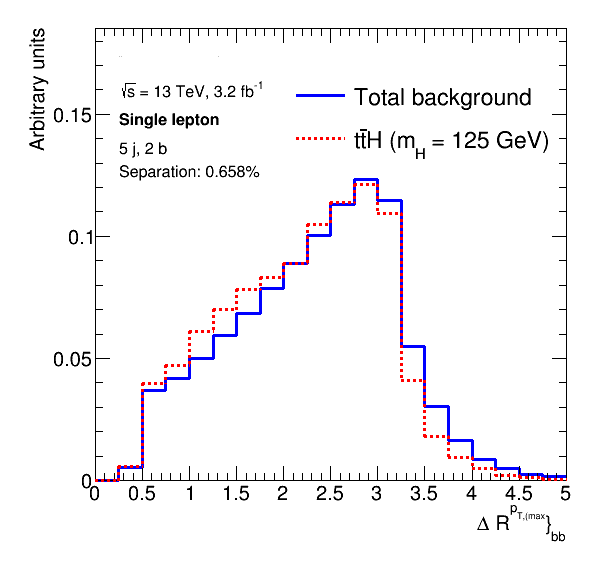 Arbitrary units
√s = 13 TeV, 3.2 fb⁻¹
Single lepton
5 j, 2 b
Separation: 0.658%
Total background
tt̄H (m_H = 125 GeV)
0.15
0.1
0.05
0
0 0.5 1 1.5 2 2.5 3 3.5 4 4.5 5
Δ R^{p_{T,(max}}_{bb}